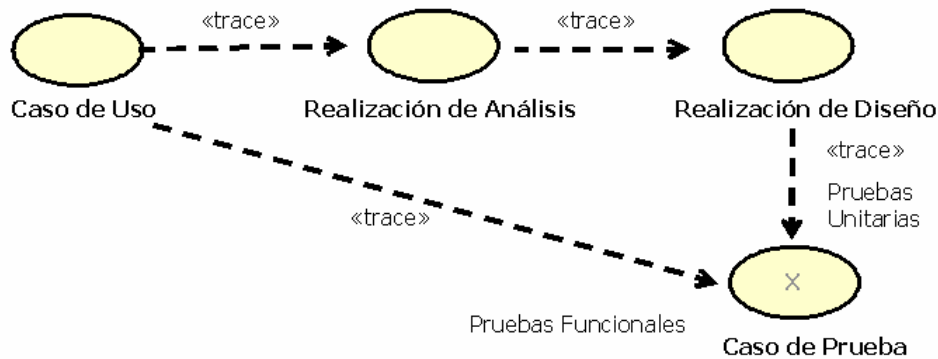 «trace»
«trace»
Caso de Uso
Realización de Análisis
Realización de Diseño
«trace»
Pruebas
Unitarias
«trace»
X
Pruebas Funcionales
Caso de Prueba